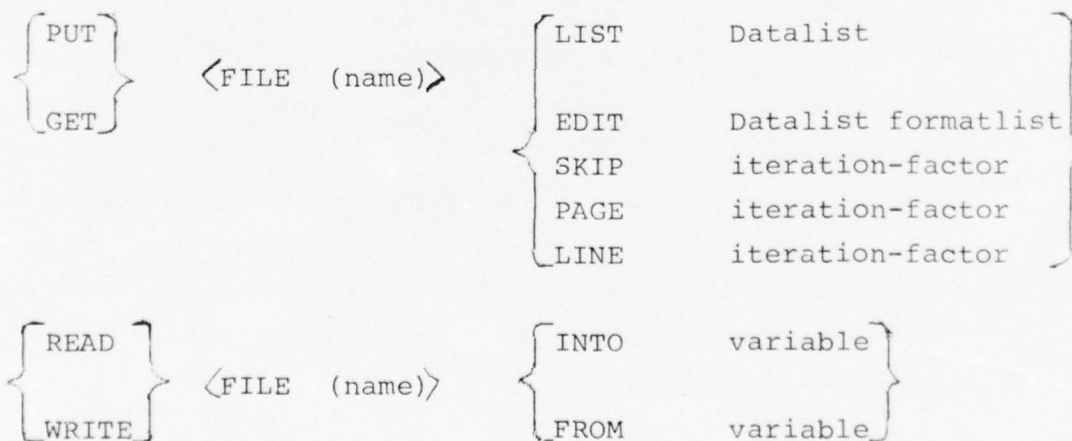 PUT LIST Datalist
<FILE (name)>
GET EDIT Datalist formatlist
SKIP iteration-factor
PAGE iteration-factor
LINE iteration-factor
READ INTO variable
<FILE (name)>
WRITE FROM variable